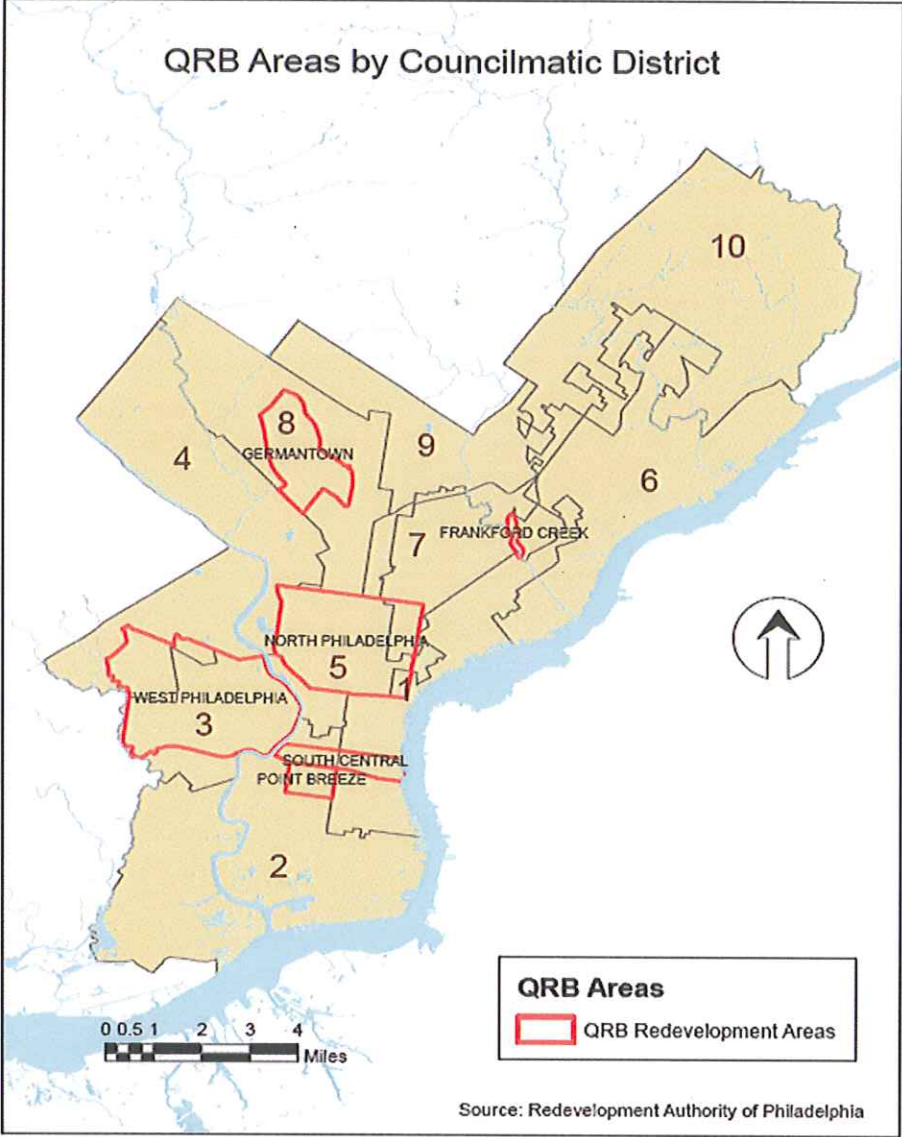 QRB Areas by Councilmatic District
10
8
GERMANTOWN
9
4
6
7
FRANKFORD CREEK
NORTH PHILADELPHIA
5
1
WEST PHILADELPHIA
3
SOUTH CENTRAL
POINT BREEZE
2
QRB Areas
QRB Redevelopment Areas
0 0.5 1 2 3 4
Miles
Source: Redevelopment Authority of Philadelphia